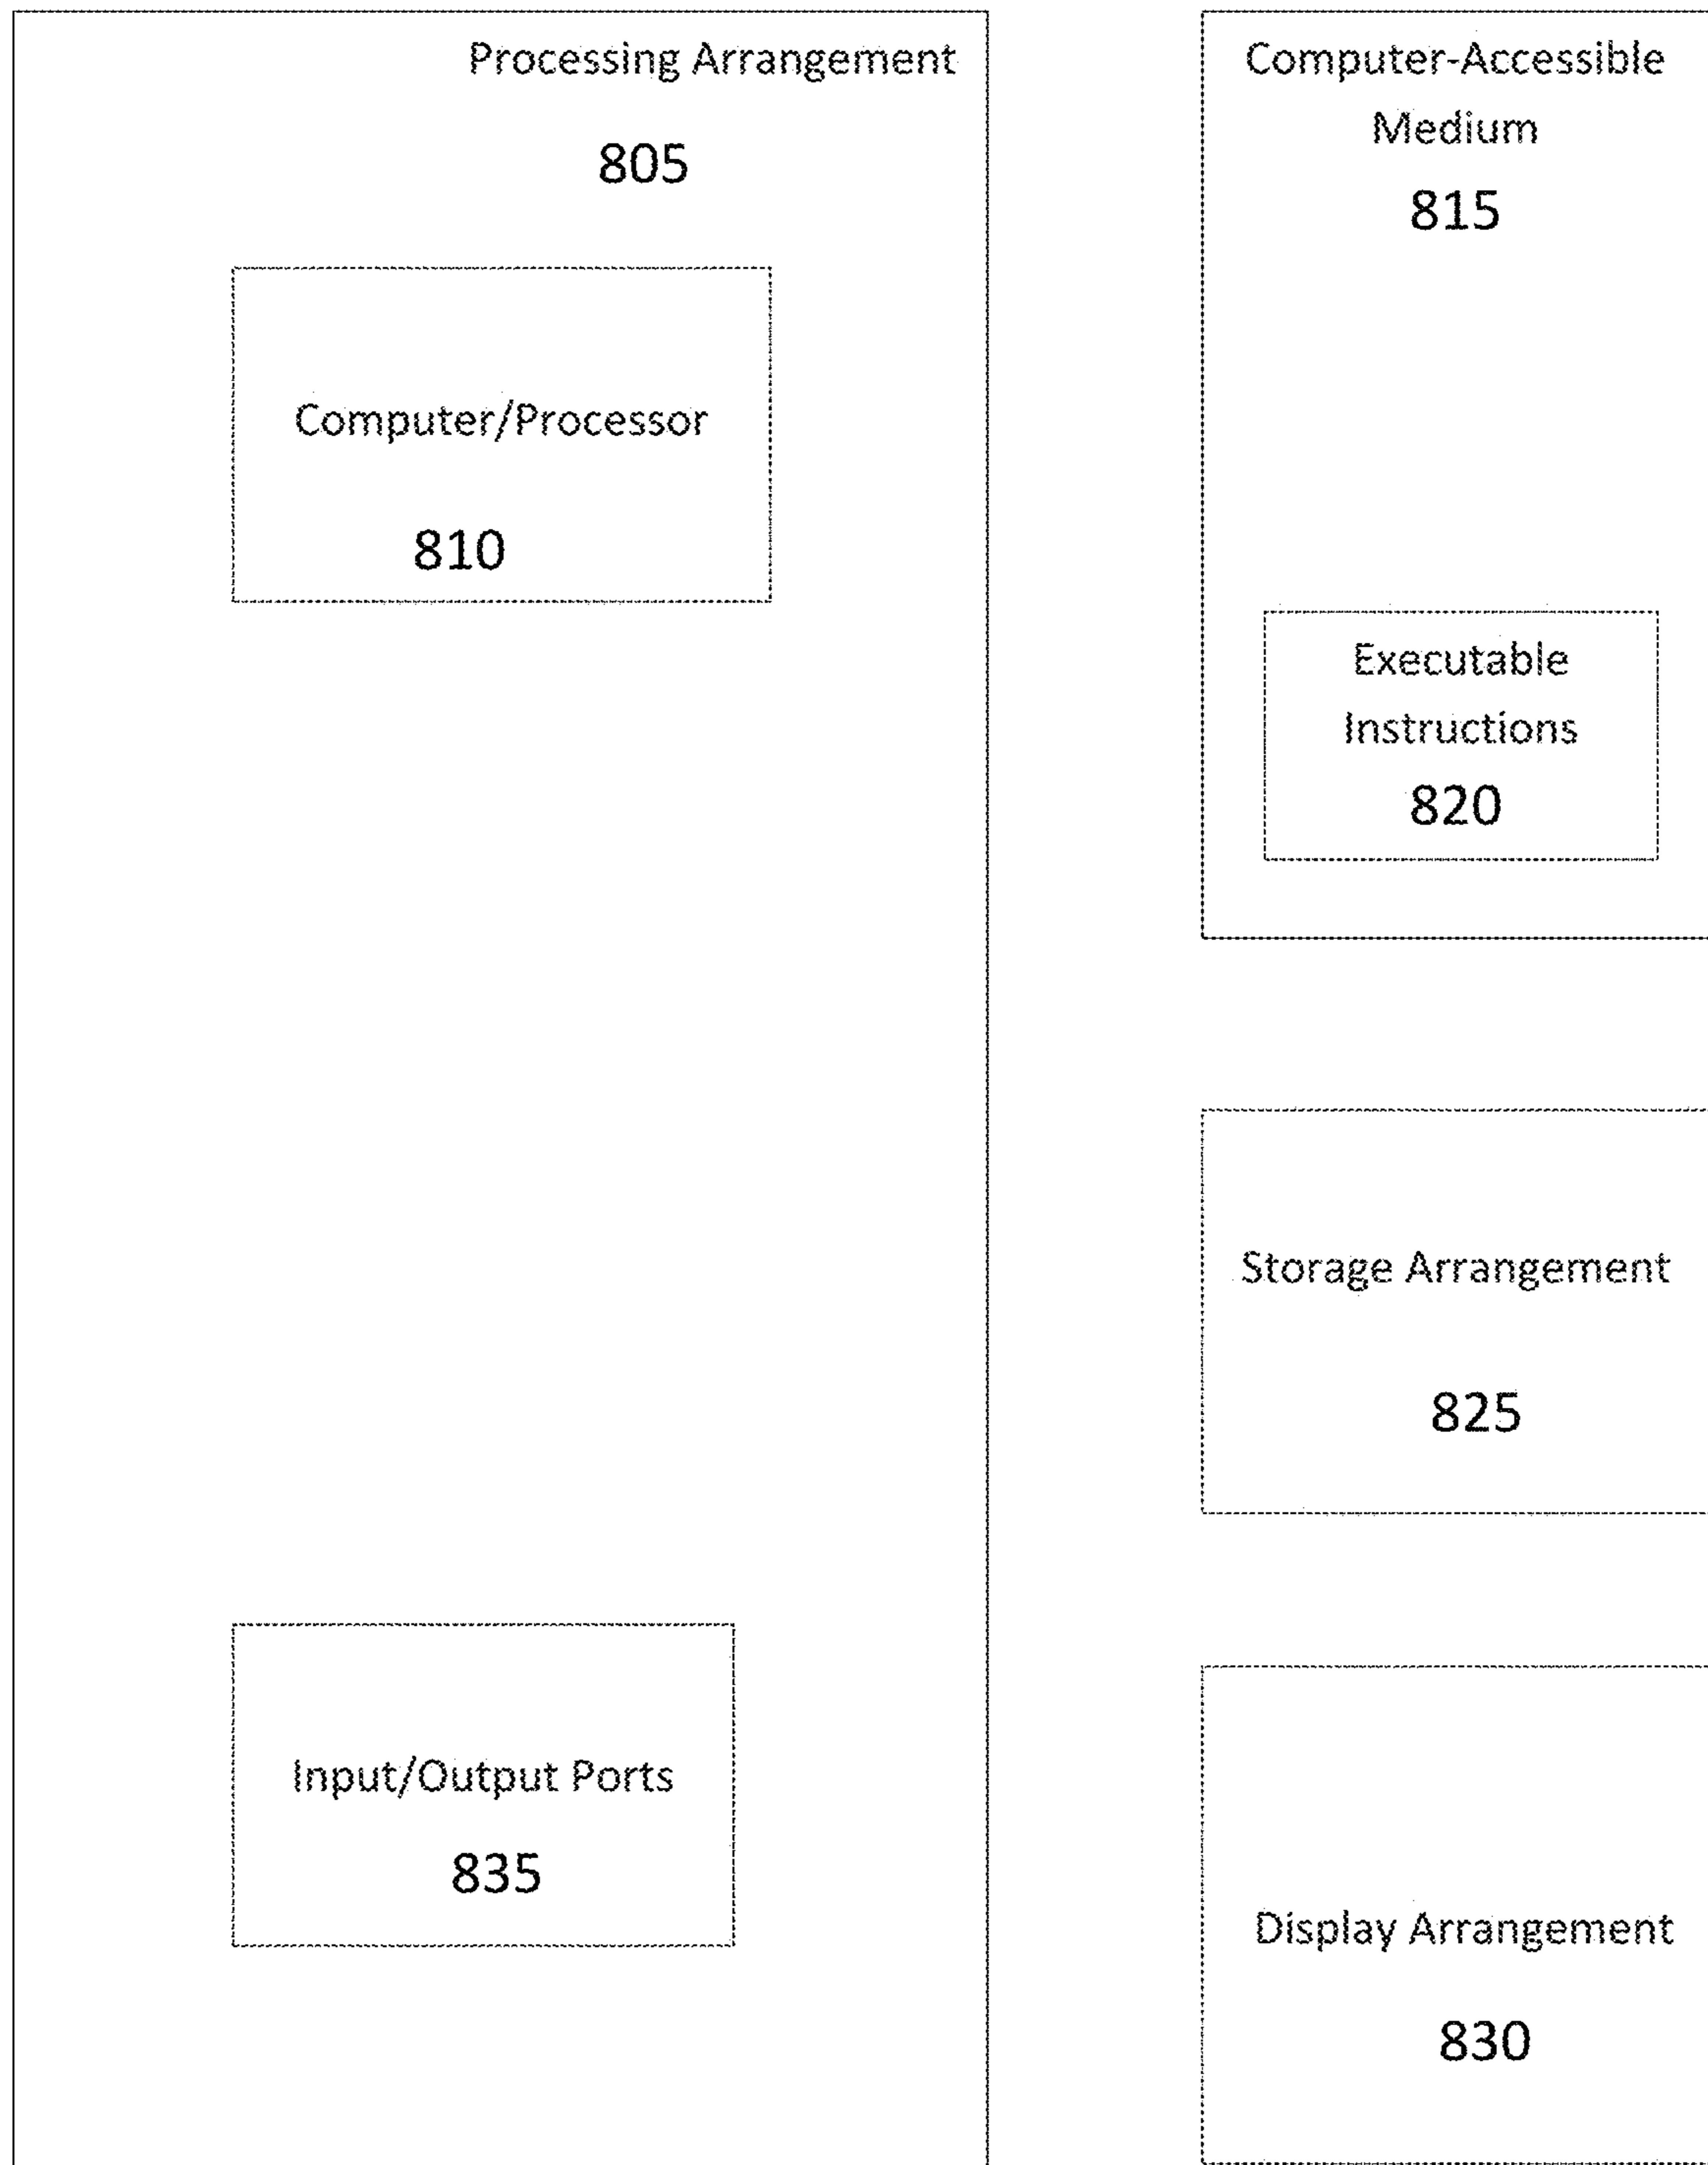 Processing Arrangement
805
Computer/Processor
810
Input/Output Ports
835
Computer-Accessible
Medium
815
Executable
Instructions
820
Storage Arrangement
825
Display Arrangement
830